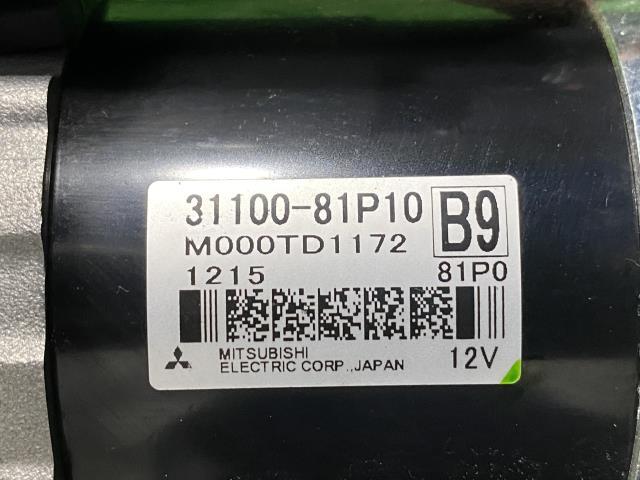 31100-81P10 B9
M000TD1172
1215 81P0
MITSUBISHI
ELECTRIC CORP.,JAPAN 12V